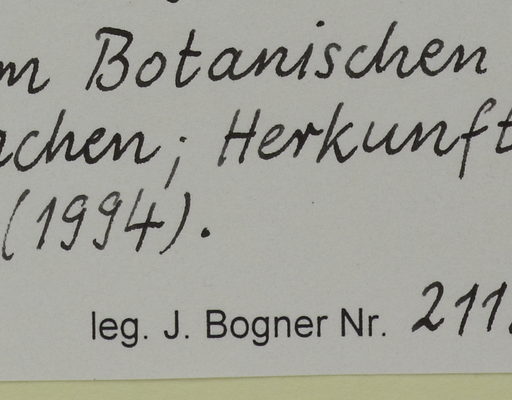 m Botanischen
chen; Herkunft
(1994).
leg. J. Bogner Nr. 211